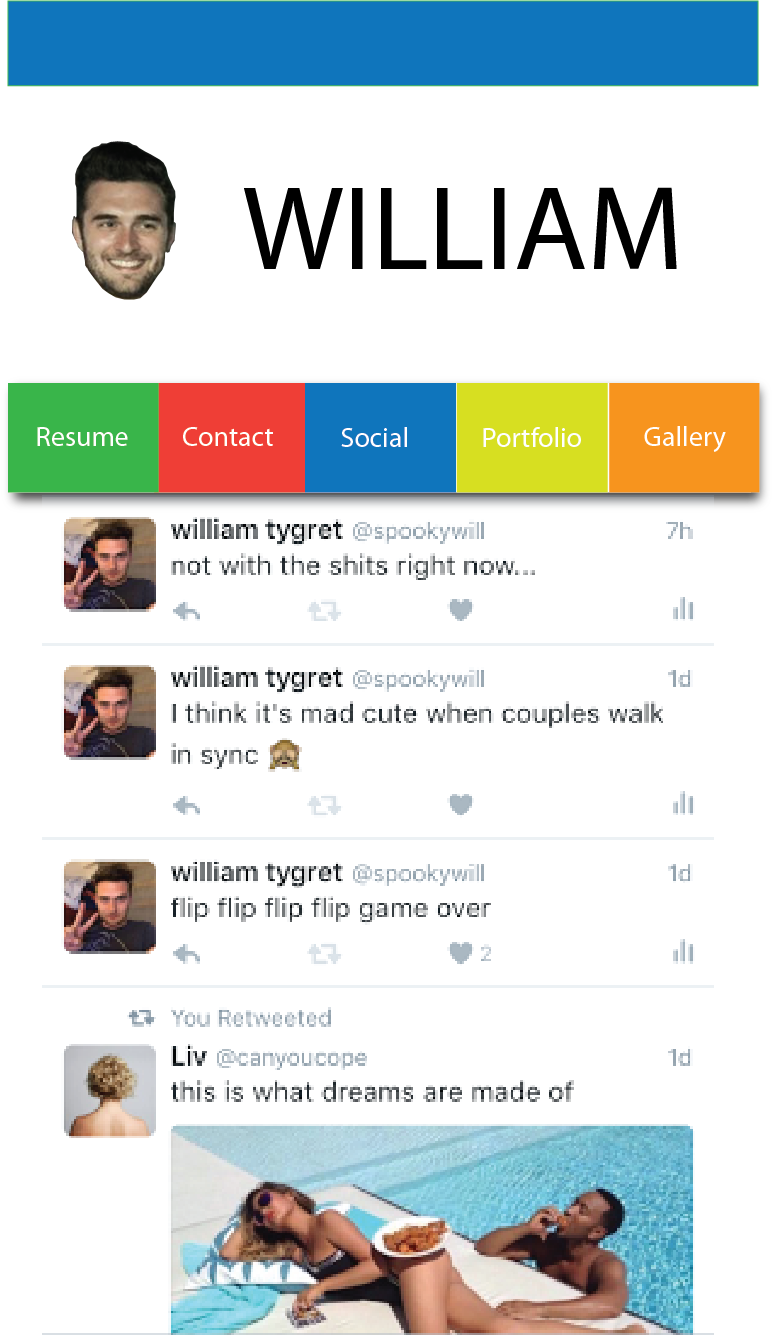 WILLIAM
Resume Contact Social Portfolio Gallery
william tygret @spookywill 7h
not with the shits right now...
william tygret @spookywill 1d
I think it's mad cute when couples walk
in sync 🙈
william tygret @spookywill 1d
flip flip flip flip game over
2
You Retweeted
Liv @canyoucope 1d
this is what dreams are made of